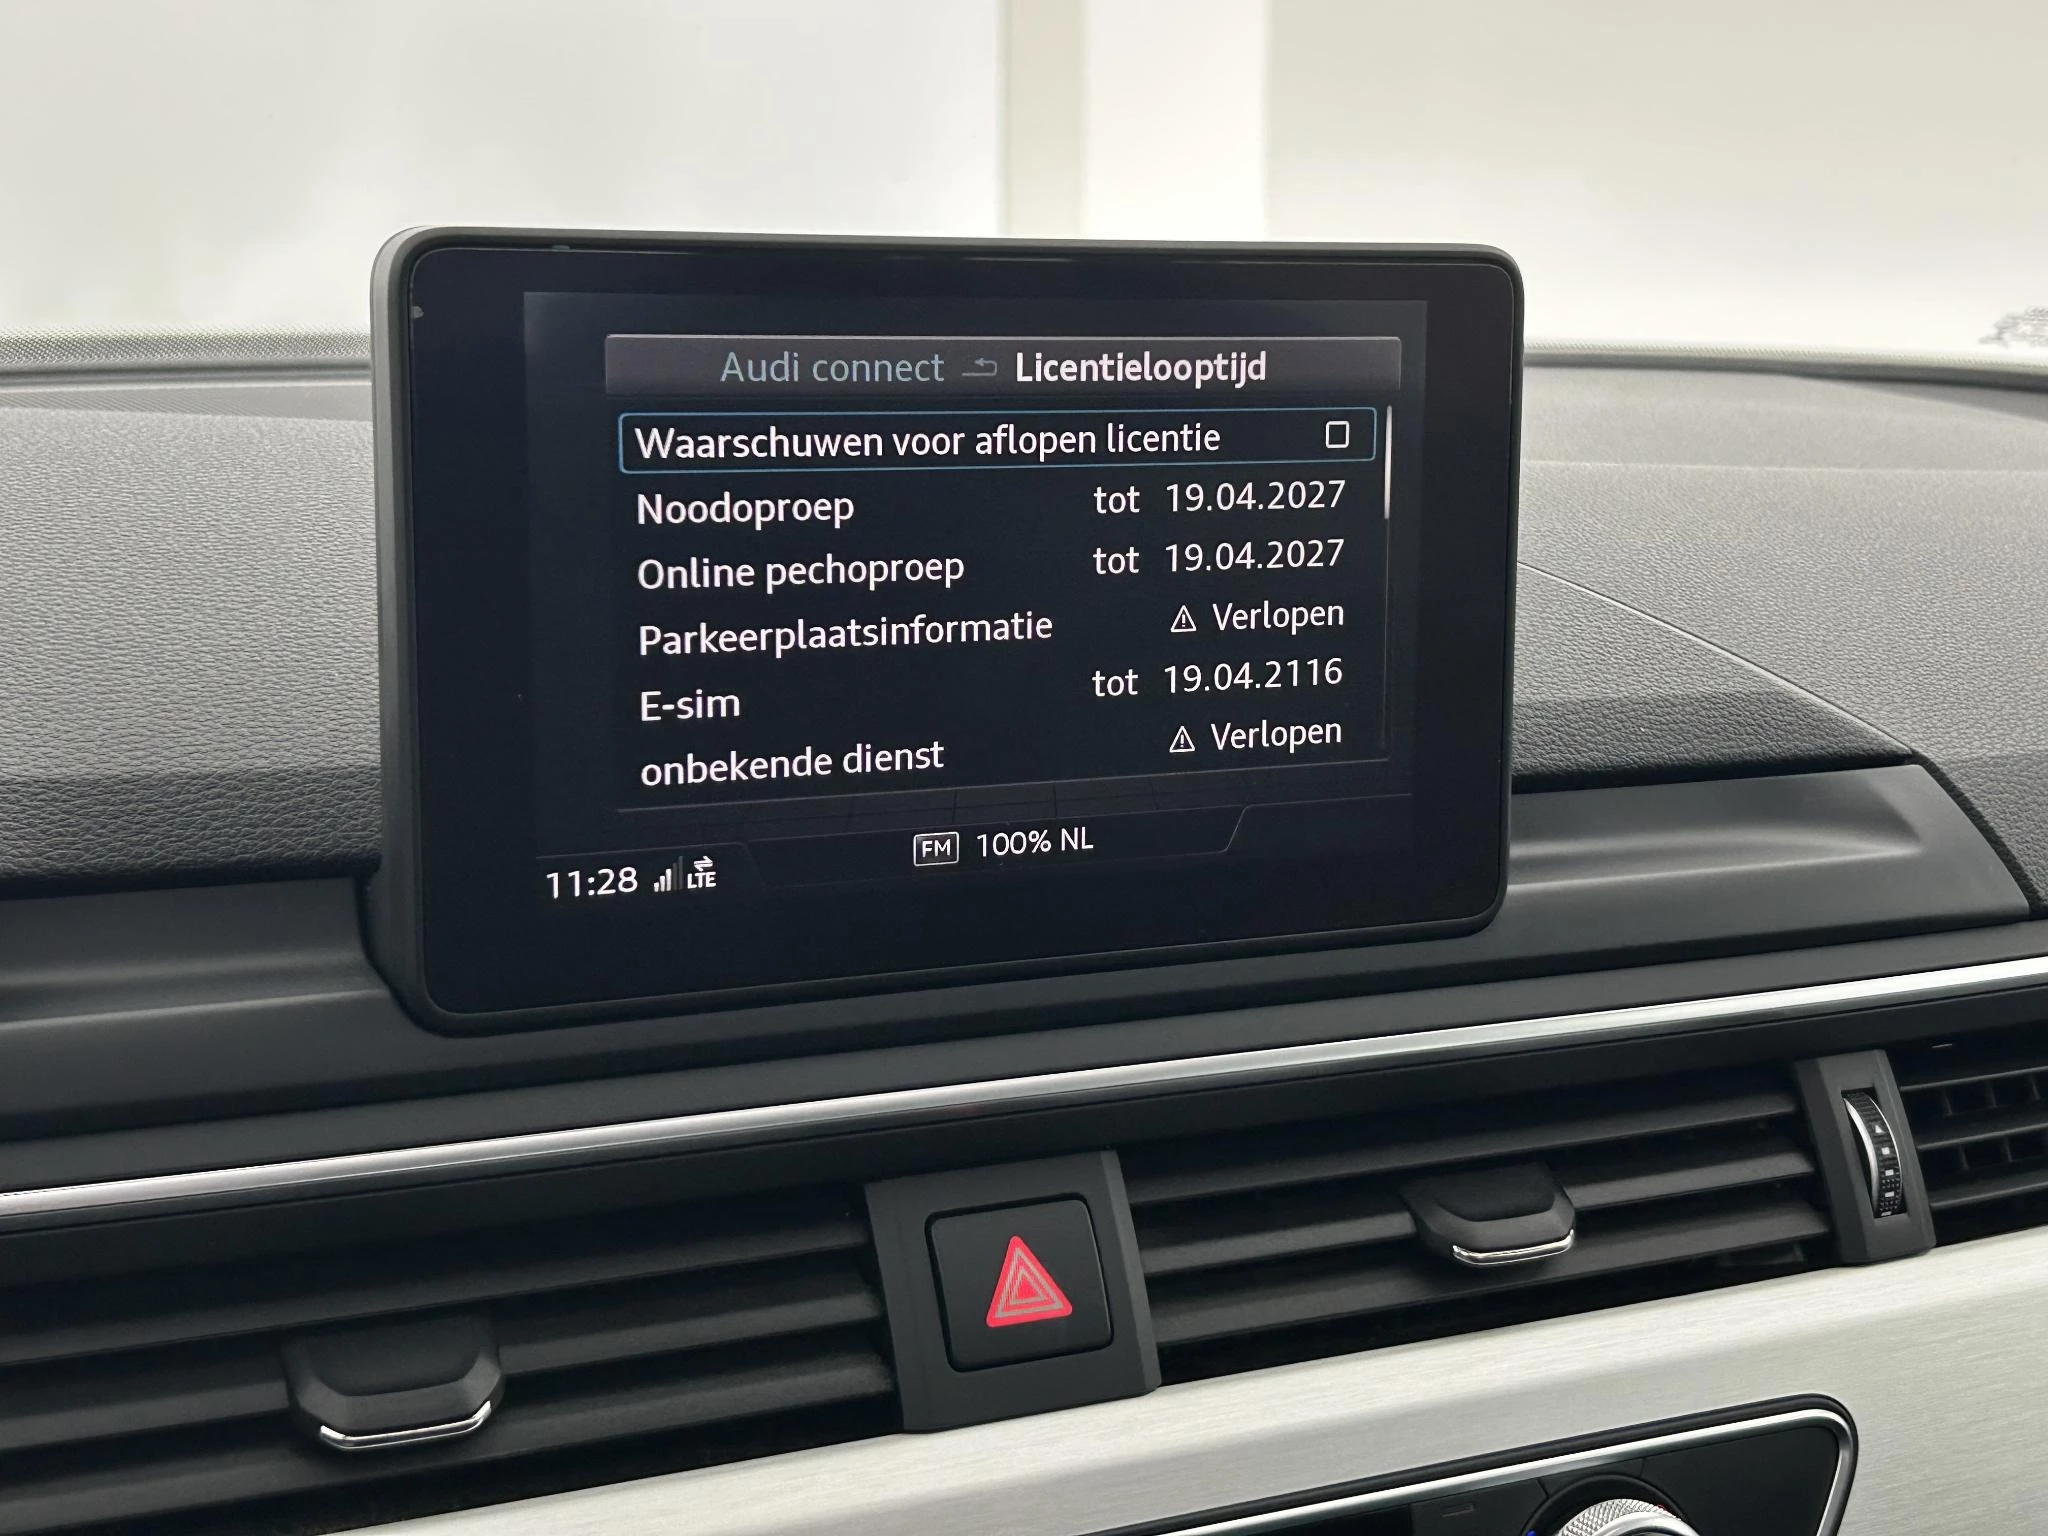 Audi connect Licentielooptijd
Waarschuwen voor aflopen licentie
Noodoproep tot 19.04.2027
Online pechoproep tot 19.04.2027
Parkeerplaatsinformatie Verlopen
E-sim tot 19.04.2116
onbekende dienst Verlopen
FM 100% NL
11:28 LTE